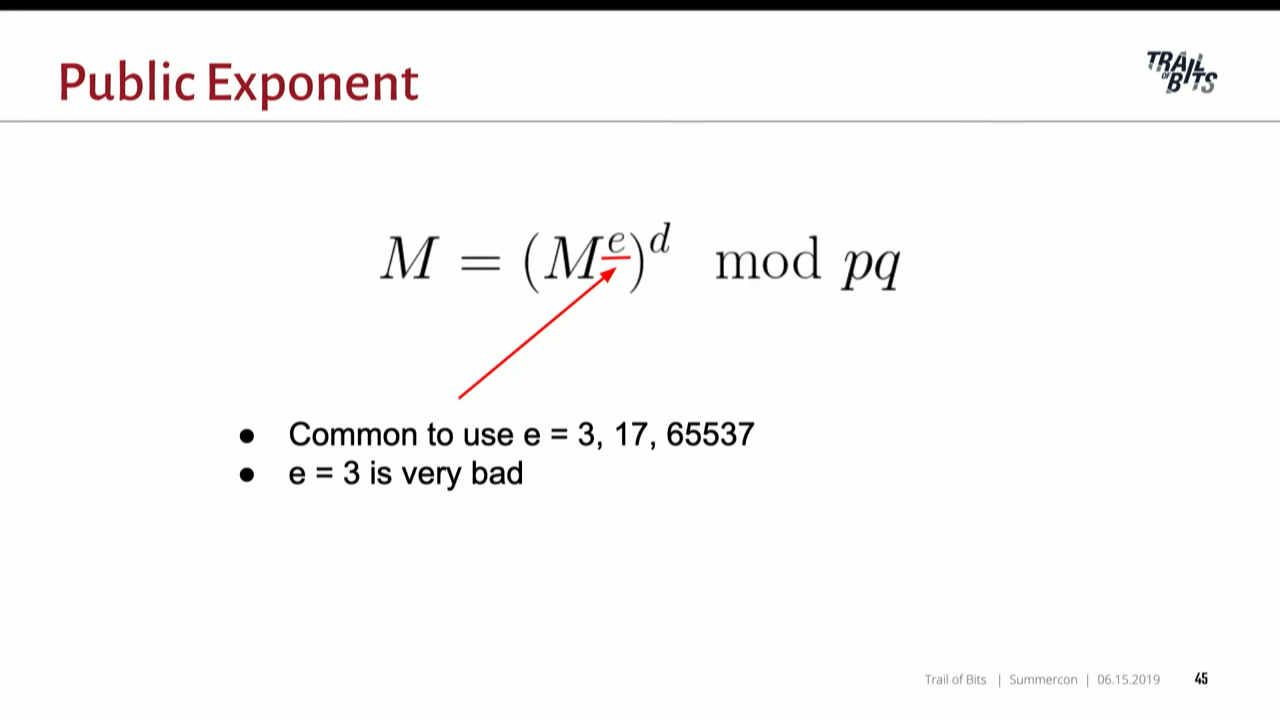 Public Exponent
TRAIL
OF
BITS
M = (M^e)^d mod pq
● Common to use e = 3, 17, 65537
● e = 3 is very bad
Trail of Bits | Summercon | 06.15.2019 45